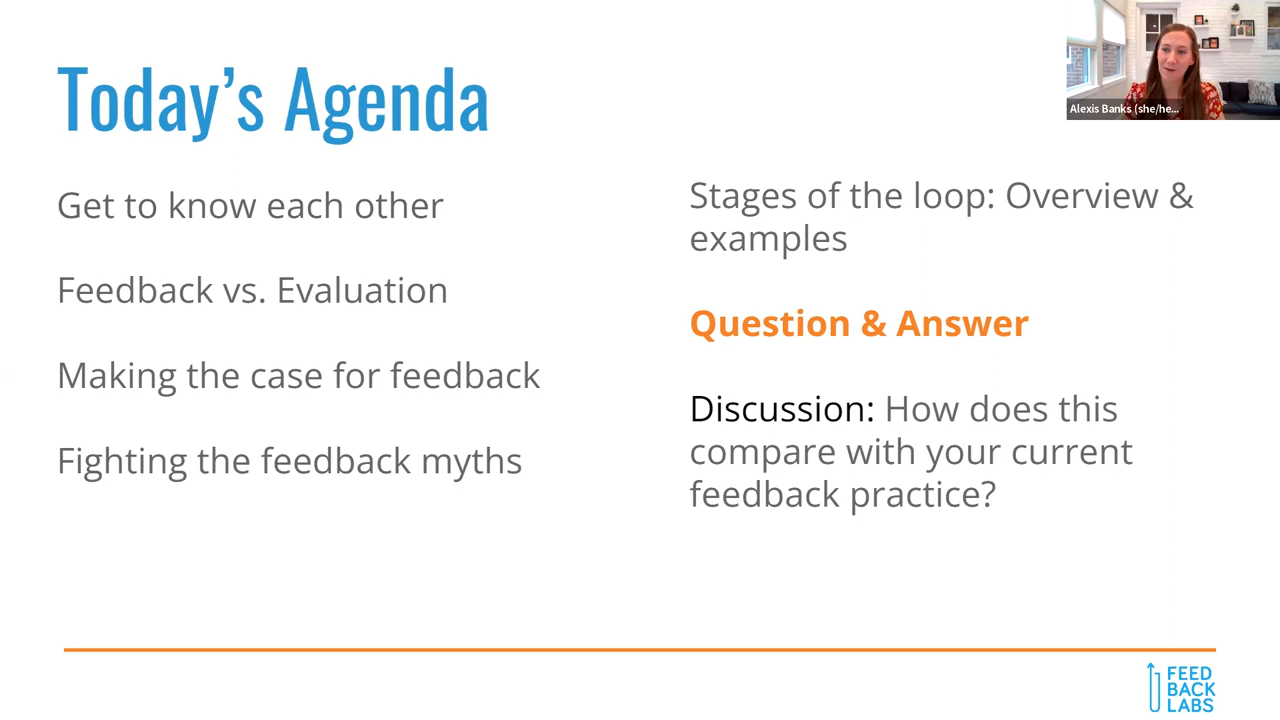 Today's Agenda
Get to know each other
Feedback vs. Evaluation
Making the case for feedback
Fighting the feedback myths
Stages of the loop: Overview &
examples
Question & Answer
Discussion: How does this
compare with your current
feedback practice?
Alexis Banks (she/he...
FEED
BACK
LABS